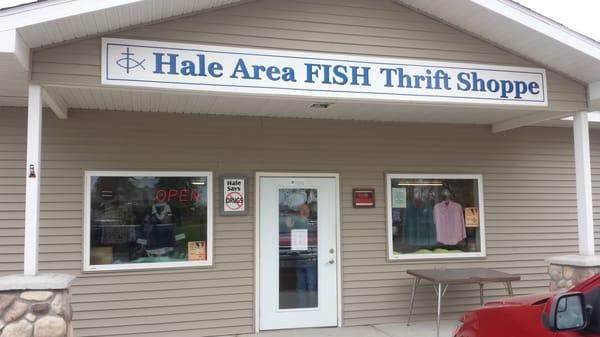 Hale Area FISH Thrift Shoppe
OPEN
Hale
Says
DRUGS